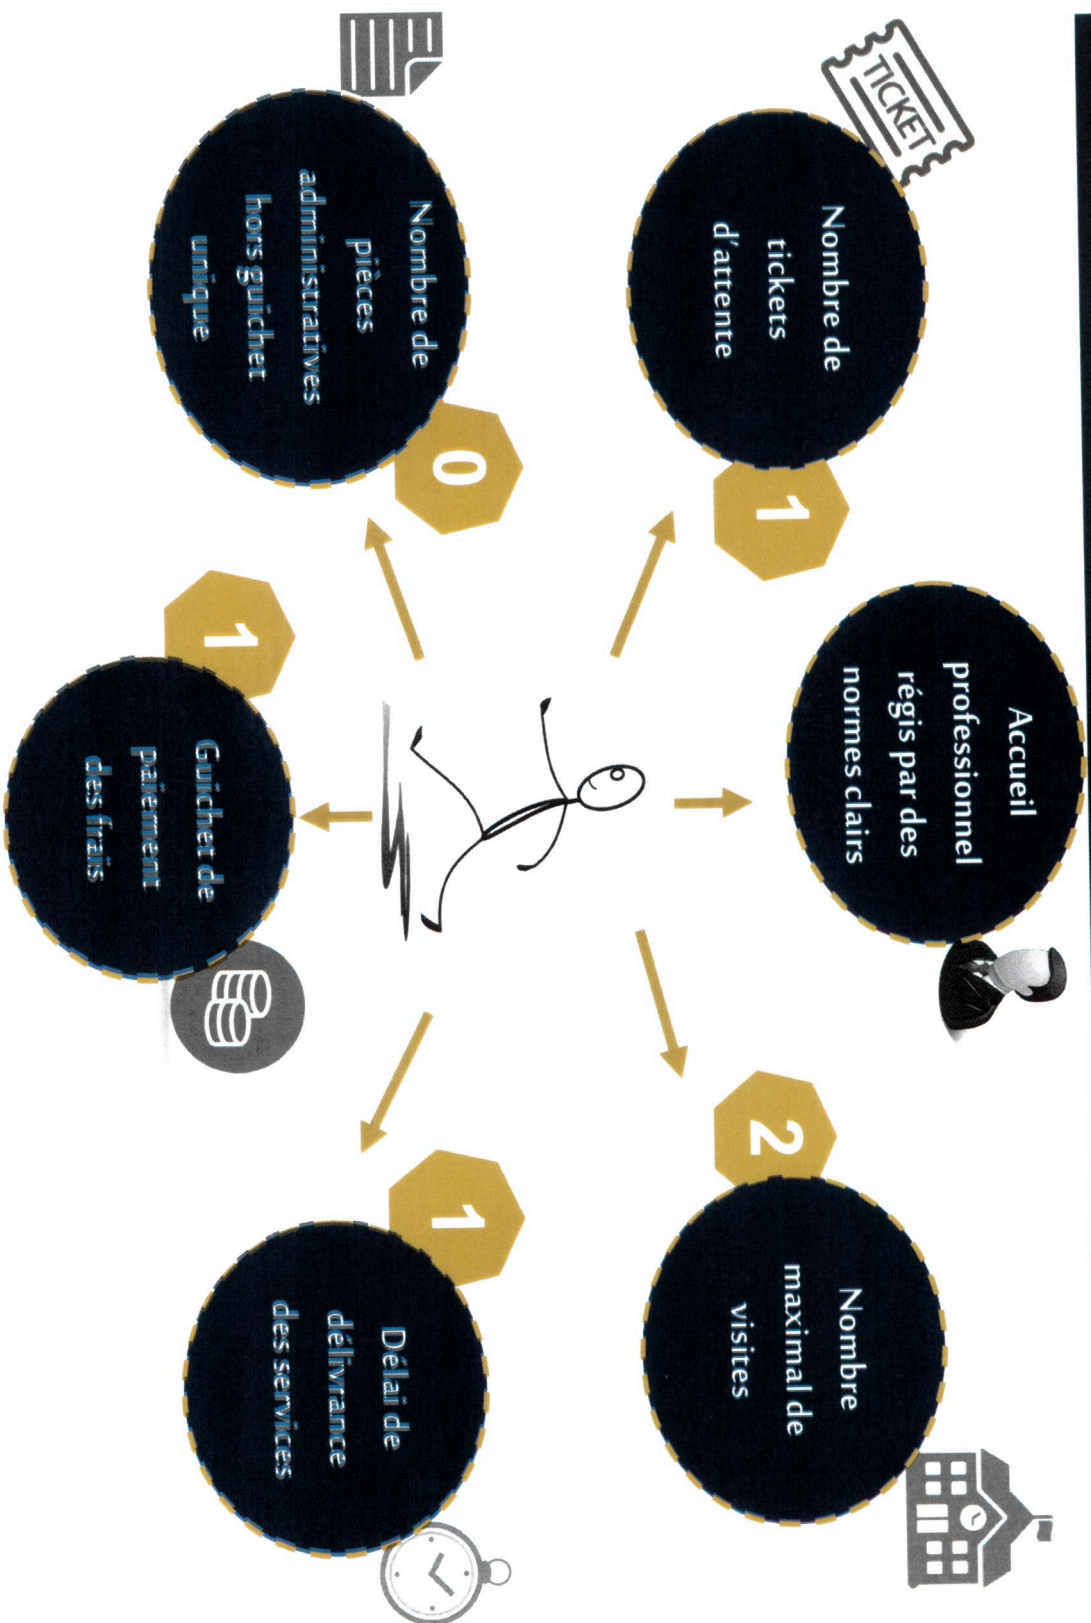 TICKET
Nombre de
tickets
d'attente
1
Accueil
professionnel
régis par des
normes clairs
2
Nombre
maximal de
visites
Nombre de
pièces
administratives
hors guichet
unique
0
1
Guichet de
paiement
des frais
1
Délai de
délivrance
des services